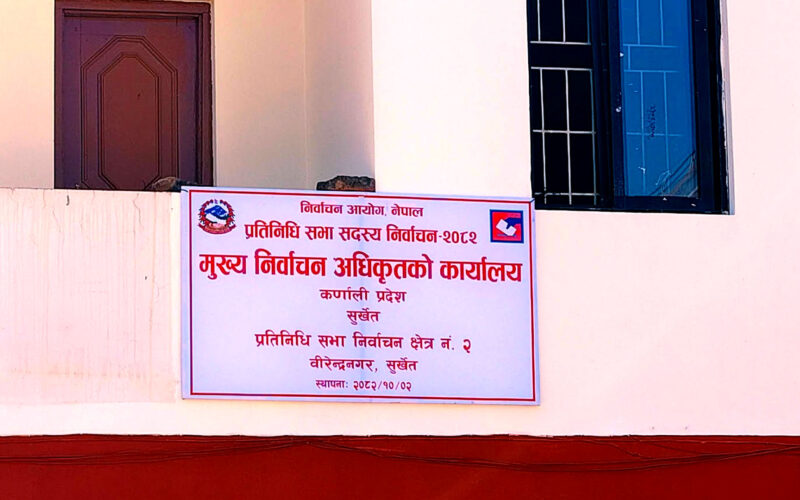 निर्वाचन आयोग, नेपाल
प्रतिनिधि सभा सदस्य निर्वाचन-२०८२
मुख्य निर्वाचन अधिकृतको कार्यालय
कर्णाली प्रदेश
सुर्खेत
प्रतिनिधि सभा निर्वाचन क्षेत्र नं. २
वीरेन्द्रनगर, सुर्खेत
स्थापनाः २०८२/१०/०२